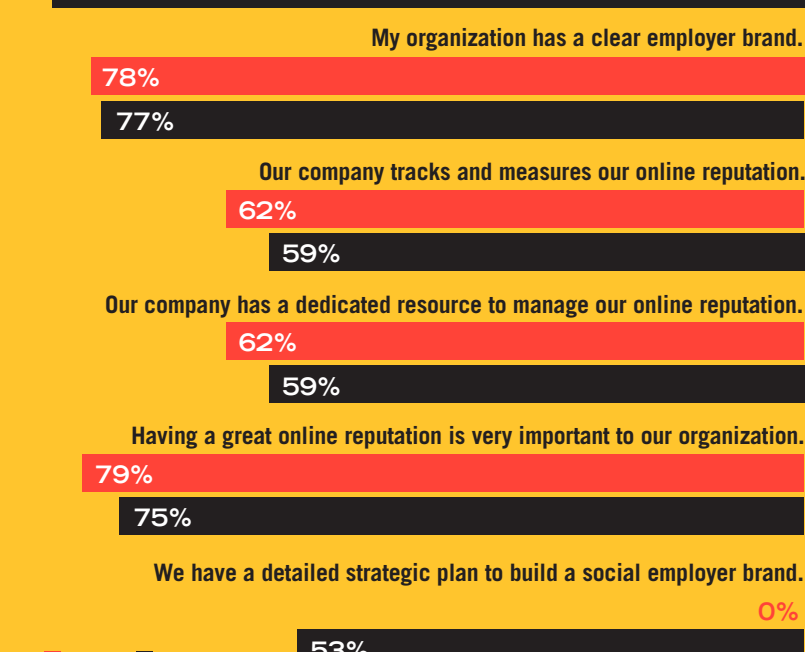 My organization has a clear employer brand.
78%
77%
Our company tracks and measures our online reputation.
62%
59%
Our company has a dedicated resource to manage our online reputation.
62%
59%
Having a great online reputation is very important to our organization.
79%
75%
We have a detailed strategic plan to build a social employer brand.
0%
53%